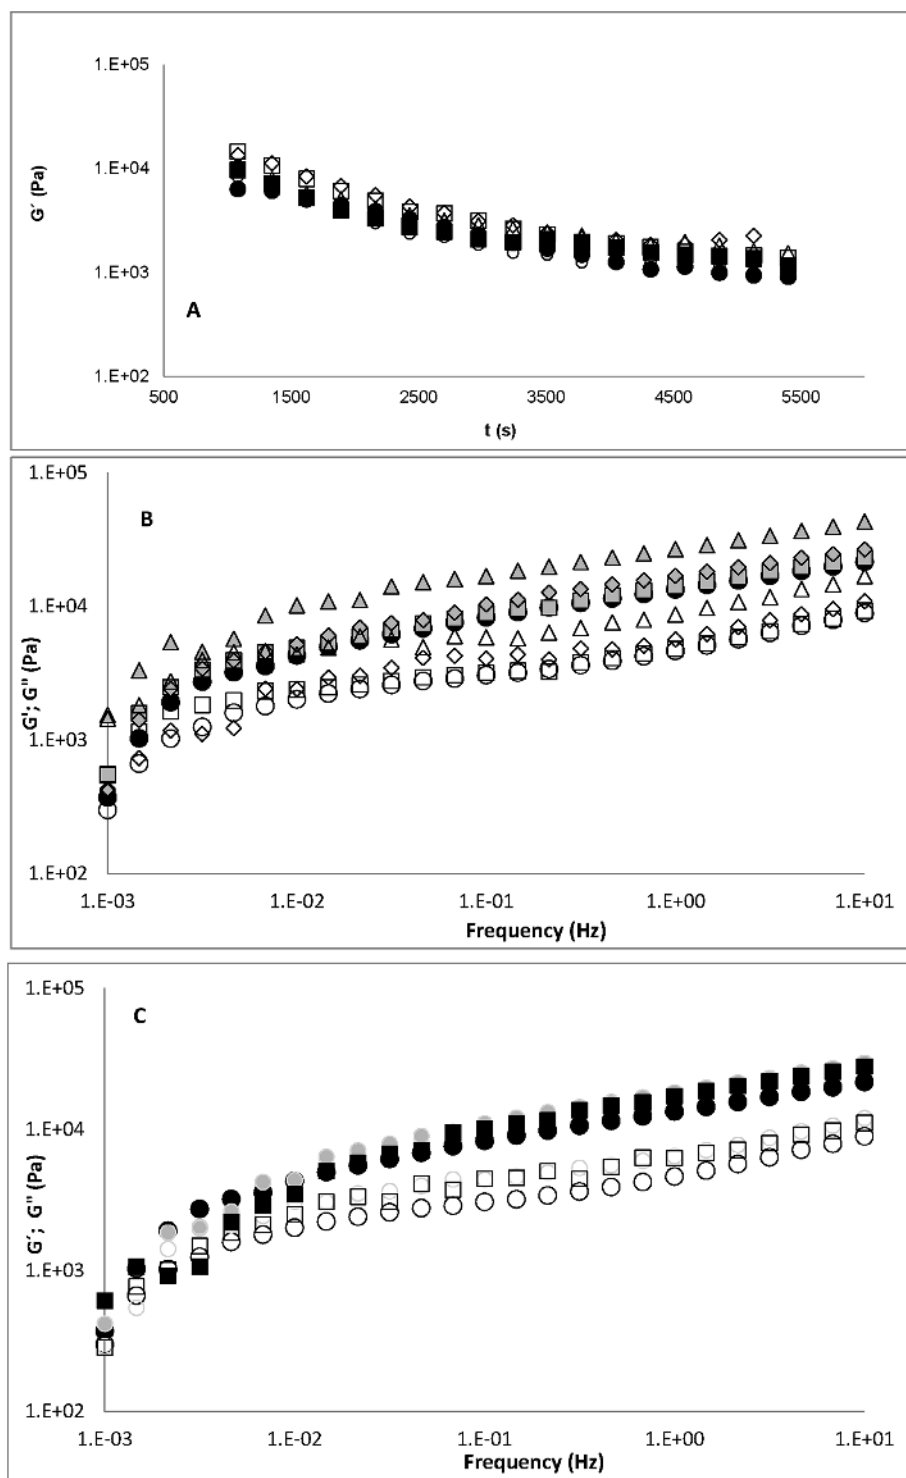 1.E+05
1.E+04
G´ (Pa)
1.E+03
A
1.E+02
500 1500 2500 3500 4500 5500
t (s)
1.E+05
B
1.E+04
G'; G" (Pa)
1.E+03
1.E+02
1.E-03 1.E-02 1.E-01 1.E+00 1.E+01
Frequency (Hz)
1.E+05
C
1.E+04
G´; G" (Pa)
1.E+03
1.E+02
1.E-03 1.E-02 1.E-01 1.E+00 1.E+01
Frequency (Hz)